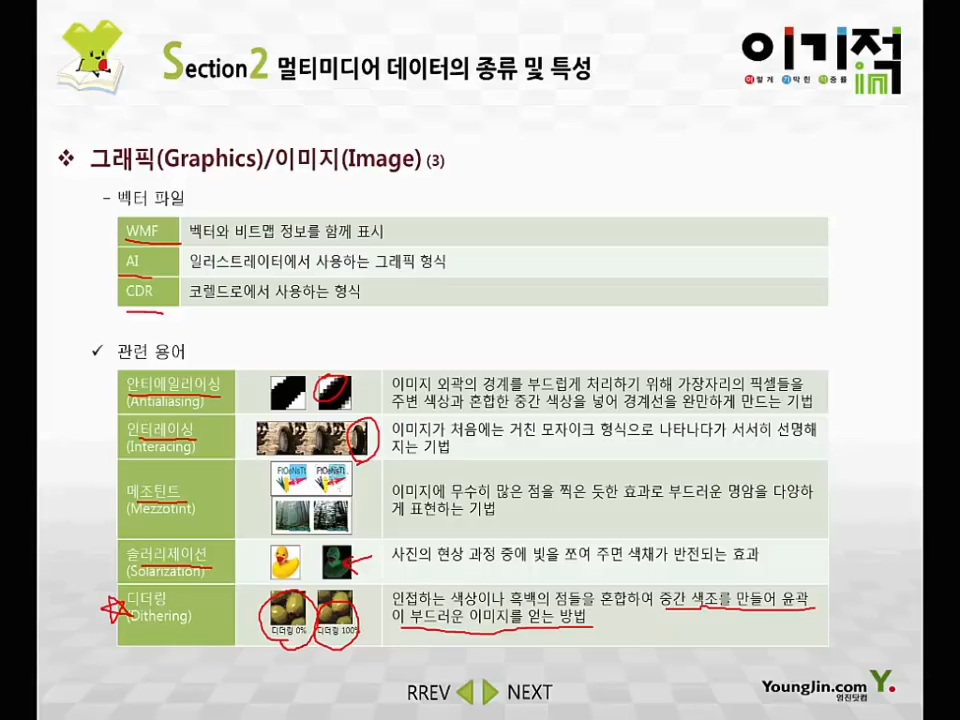 Section2 멀티미디어 데이터의 종류 및 특성
이기적in
이렇게 기막힌 적중률
❖ 그래픽(Graphics)/이미지(Image) (3)
- 벡터 파일
WMF 벡터와 비트맵 정보를 함께 표시
AI 일러스트레이터에서 사용하는 그래픽 형식
CDR 코렐드로에서 사용하는 형식
✓ 관련 용어
안티에일리어싱
(Antialiasing)
이미지 외곽의 경계를 부드럽게 처리하기 위해 가장자리의 픽셀들을
주변 색상과 혼합한 중간 색상을 넣어 경계선을 완만하게 만드는 기법
인터레이싱
(Interacing)
이미지가 처음에는 거친 모자이크 형식으로 나타나다가 서서히 선명해
지는 기법
메조틴트
(Mezzotint)
이미지에 무수히 많은 점을 찍은 듯한 효과로 부드러운 명암을 다양하
게 표현하는 기법
솔러리제이션
(Solarization)
사진의 현상 과정 중에 빛을 쪼여 주면 색채가 반전되는 효과
디더링
(Dithering)
디더링 0% 디더링 100%
인접하는 색상이나 흑백의 점들을 혼합하여 중간 색조를 만들어 윤곽
이 부드러운 이미지를 얻는 방법
RREV NEXT
YoungJin.com Y.
영진닷컴